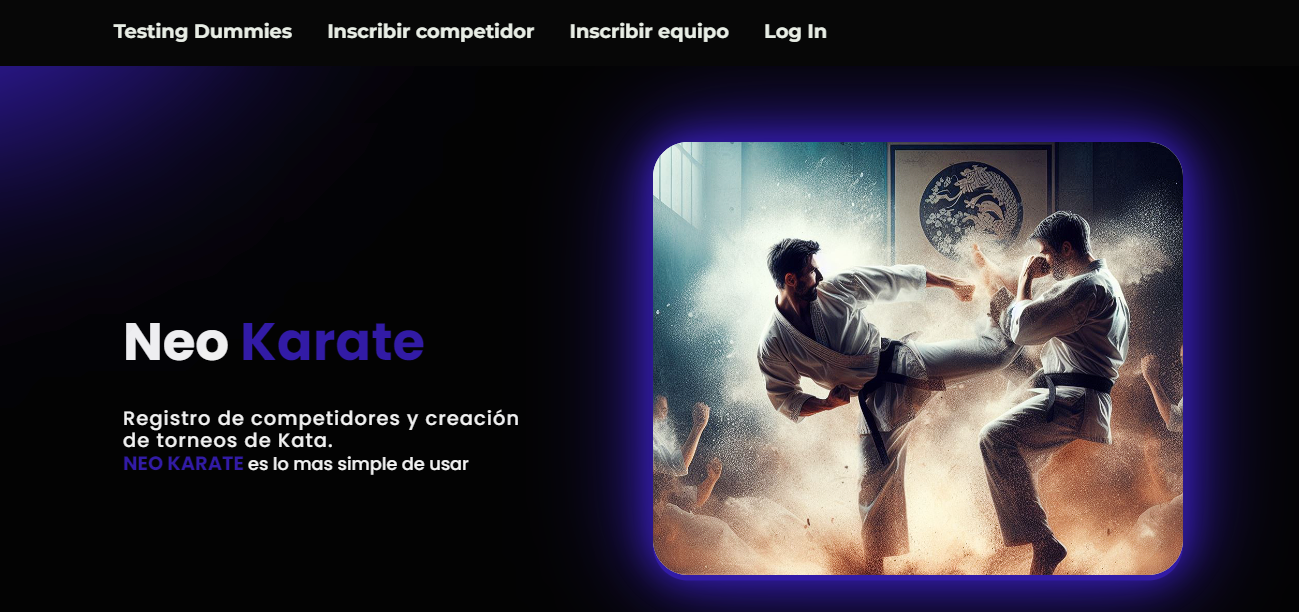 Testing Dummies Inscribir competidor Inscribir equipo Log In
Neo Karate
Registro de competidores y creación
de torneos de Kata.
NEO KARATE es lo mas simple de usar